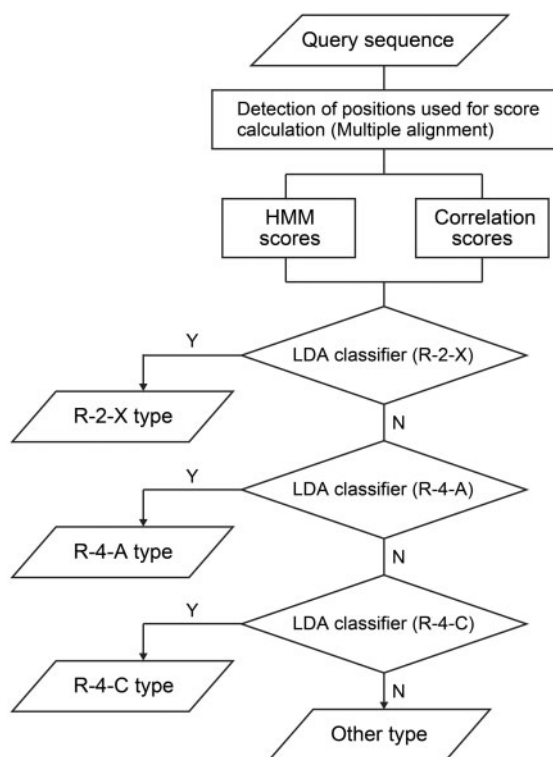 Query sequence
Detection of positions used for score
calculation (Multiple alignment)
HMM
scores
Correlation
scores
LDA classifier (R-2-X)
Y
R-2-X type
N
LDA classifier (R-4-A)
Y
R-4-A type
N
LDA classifier (R-4-C)
Y
R-4-C type
N
Other type